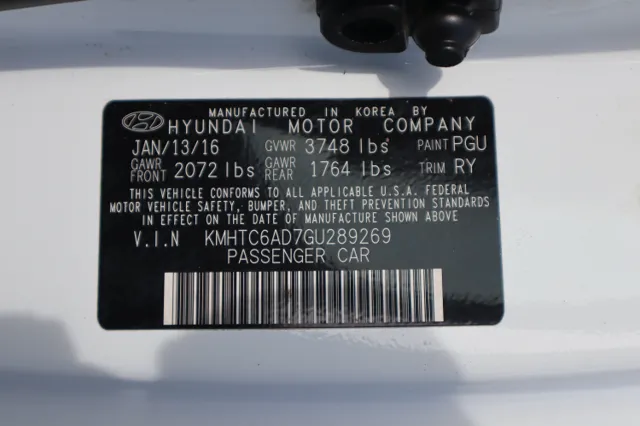 MANUFACTURED IN KOREA BY
HYUNDAI MOTOR COMPANY
JAN/13/16 GVWR 3748 lbs PAINT PGU
GAWR FRONT 2072 lbs GAWR REAR 1764 lbs TRIM RY
THIS VEHICLE CONFORMS TO ALL APPLICABLE U.S.A. FEDERAL
MOTOR VEHICLE SAFETY, BUMPER, AND THEFT PREVENTION STANDARDS
IN EFFECT ON THE DATE OF MANUFACTURE SHOWN ABOVE
V.I.N KMHTC6AD7GU289269
PASSENGER CAR